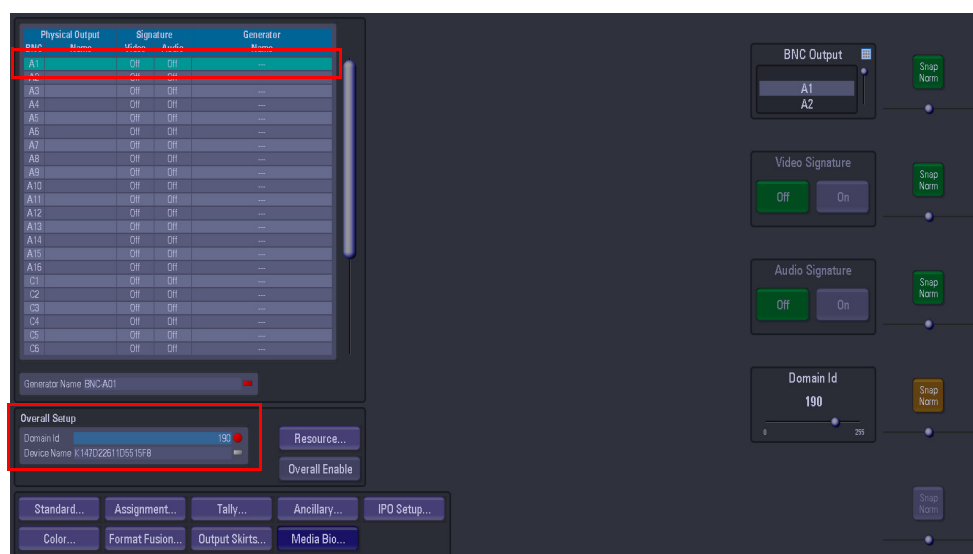 Physical Output Signature Generator
BNC Name Video Audio Name
A1 Off Off ---
A2 Off Off ---
A3 Off Off ---
A4 Off Off ---
A5 Off Off ---
A6 Off Off ---
A7 Off Off ---
A8 Off Off ---
A9 Off Off ---
A10 Off Off ---
A11 Off Off ---
A12 Off Off ---
A13 Off Off ---
A14 Off Off ---
A15 Off Off ---
A16 Off Off ---
C1 Off Off ---
C2 Off Off ---
C3 Off Off ---
C4 Off Off ---
C5 Off Off ---
C6 Off Off ---
Generator Name BNC-A01
Overall Setup
Domain Id 190
Device Name K147D22611D5515F8
Resource...
Overall Enable
Standard... Assignment... Tally... Ancillary... IPO Setup...
Color... Format Fusion... Output Skirts... Media Bio...
BNC Output
A1
A2
Snap
Norm
Video Signature
Off On
Snap
Norm
Audio Signature
Off On
Snap
Norm
Domain Id
190
0 255
Snap
Norm
Snap
Norm